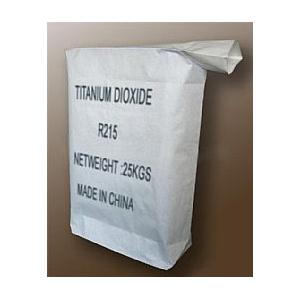 TITANIUM DIOXIDE
R215
NETWEIGHT :25KGS
MADE IN CHINA